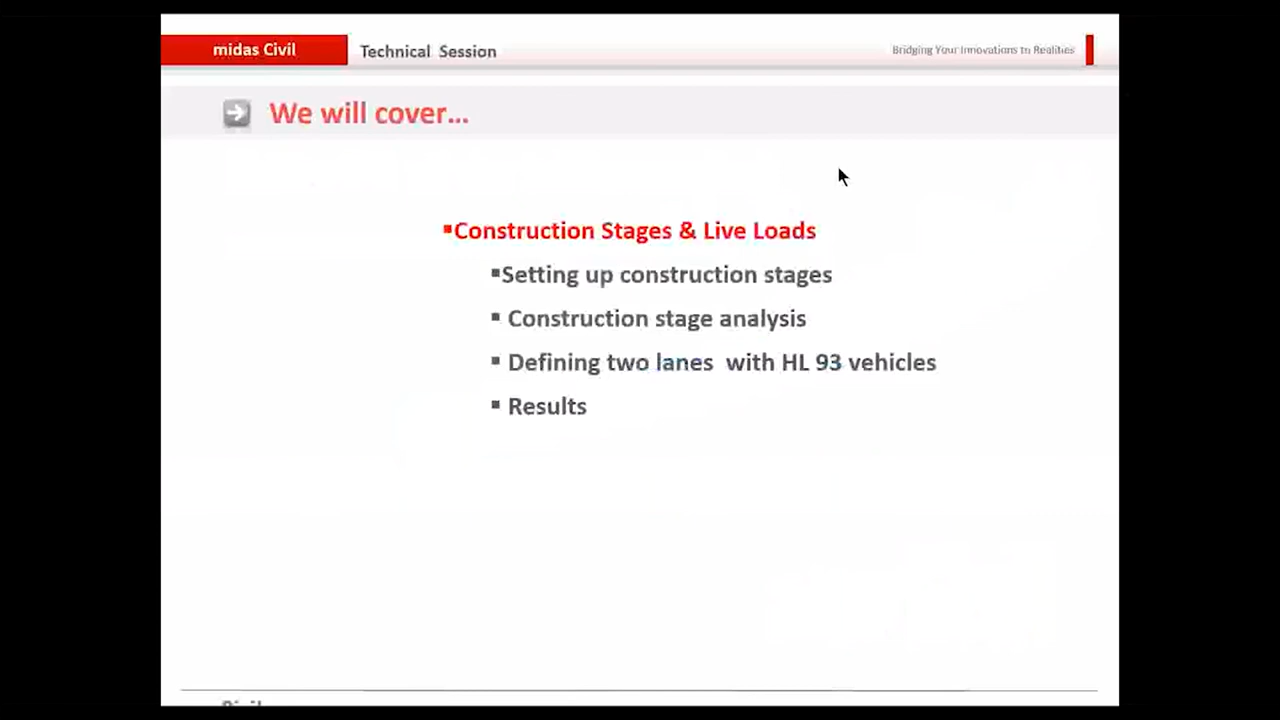 midas Civil
Technical Session
Bridging Your Innovations to Realities
We will cover...
▪Construction Stages & Live Loads
▪Setting up construction stages
▪ Construction stage analysis
▪ Defining two lanes with HL 93 vehicles
▪ Results